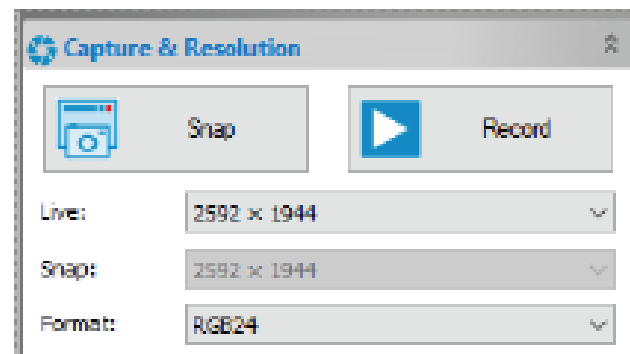 Capture & Resolution
Snap Record
Live: 2592 × 1944
Snap: 2592 × 1944
Format: RGB24